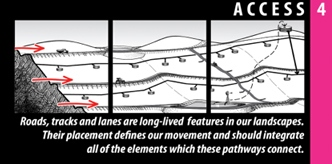 ACCESS 4
Roads, tracks and lanes are long-lived features in our landscapes.
Their placement defines our movement and should integrate
all of the elements which these pathways connect.